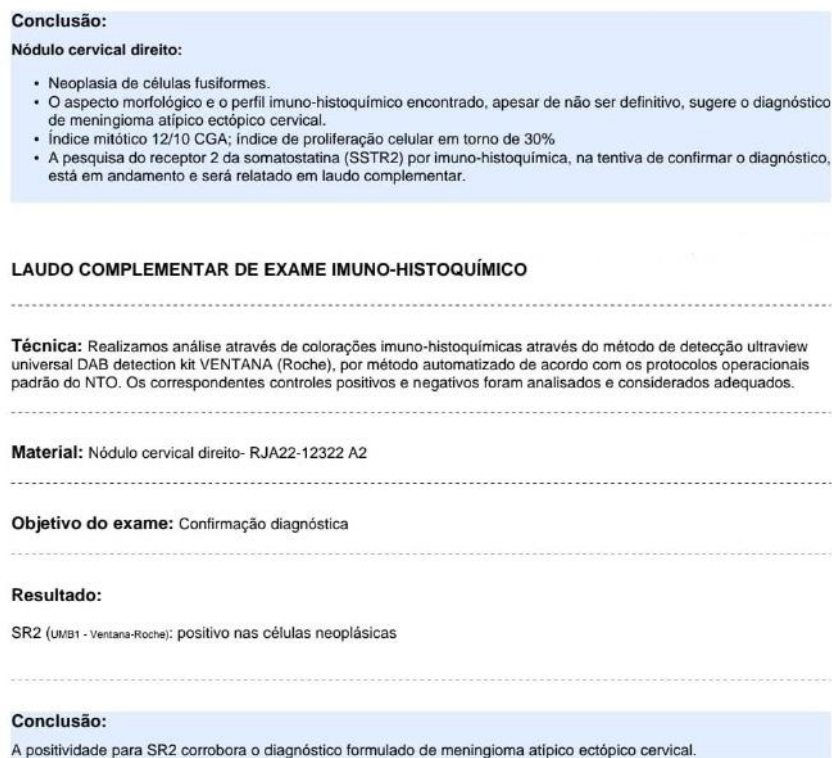 Conclusão:
Nódulo cervical direito:
• Neoplasia de células fusiformes.
• O aspecto morfológico e o perfil imuno-histoquímico encontrado, apesar de não ser definitivo, sugere o diagnóstico
de meningioma atípico ectópico cervical.
• Índice mitótico 12/10 CGA; índice de proliferação celular em torno de 30%
• A pesquisa do receptor 2 da somatostatina (SSTR2) por imuno-histoquímica, na tentiva de confirmar o diagnóstico,
está em andamento e será relatado em laudo complementar.
LAUDO COMPLEMENTAR DE EXAME IMUNO-HISTOQUÍMICO
Técnica: Realizamos análise através de colorações imuno-histoquímicas através do método de detecção ultraview
universal DAB detection kit VENTANA (Roche), por método automatizado de acordo com os protocolos operacionais
padrão do NTO. Os correspondentes controles positivos e negativos foram analisados e considerados adequados.
Material: Nódulo cervical direito- RJA22-12322 A2
Objetivo do exame: Confirmação diagnóstica
Resultado:
SR2 (UMB1 - Ventana-Roche): positivo nas células neoplásicas
Conclusão:
A positividade para SR2 corrobora o diagnóstico formulado de meningioma atípico ectópico cervical.